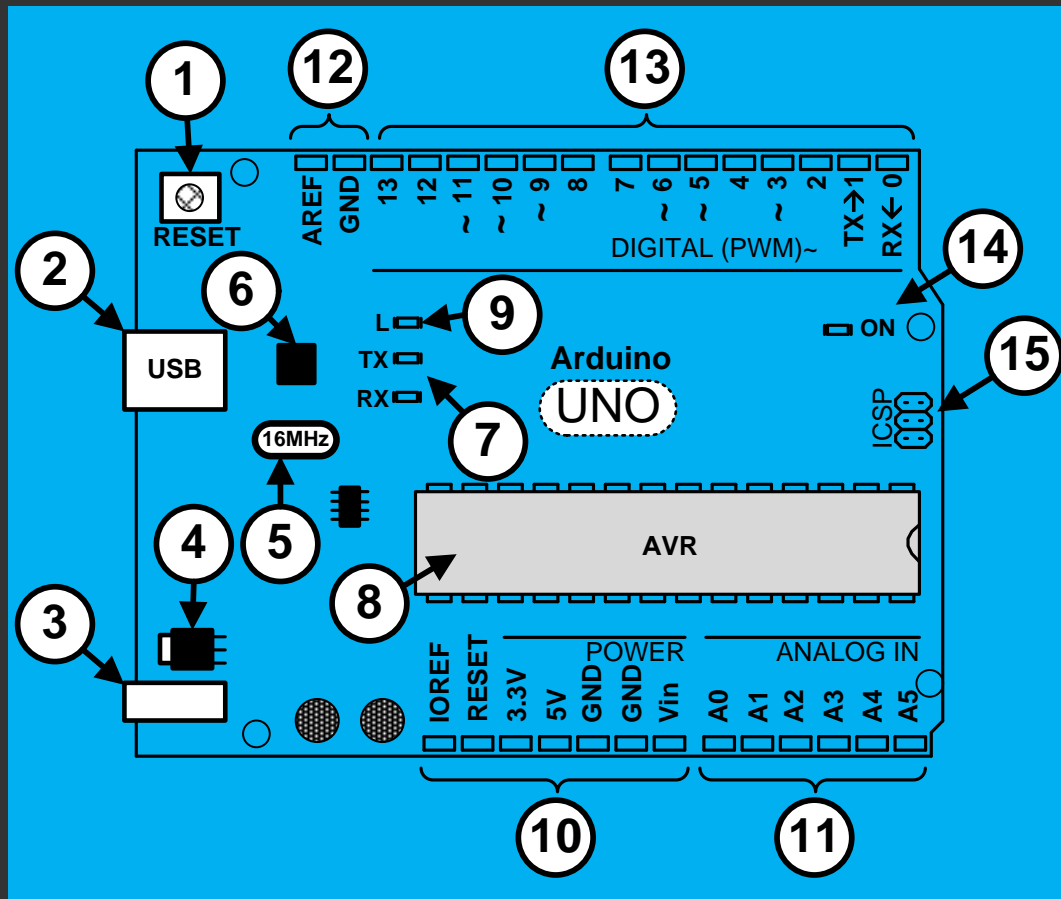 1
12
13
AREF
GND
13
12
~ 11
~ 10
~ 9
8
7
~ 6
~ 5
4
~ 3
2
TX→1
RX← 0
RESET
DIGITAL (PWM)~
2
6
14
L
9
ON
TX
Arduino
15
USB
RX
UNO
7
ICSP
16MHz
4
5
AVR
8
3
POWER
ANALOG IN
IOREF
RESET
3.3V
5V
GND
GND
Vin
A0
A1
A2
A3
A4
A5
10
11